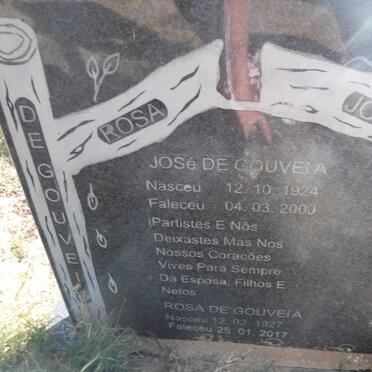 ROSA
JO
DE GOUVEI
JOSé DE GOUVEIA
Nasceu 12. 10. 1924
Faleceu 04. 03. 2000
Partistes E Nós
Deixastes Mas Nos
Nossos Coracões
Vives Para Sempre
Da Esposa, Filhos E
Netos
ROSA DE GOUVEIA
Nasceu 12. 02. 1927
Faleceu 25. 01. 2017